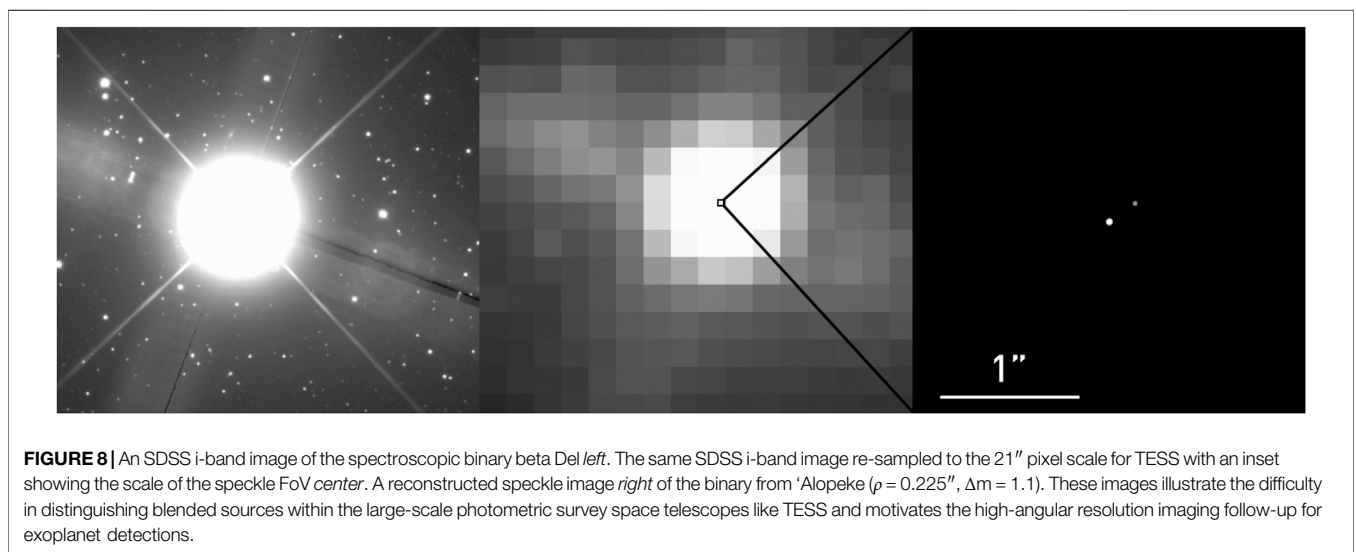 1″
FIGURE 8 | An SDSS i-band image of the spectroscopic binary beta Del left. The same SDSS i-band image re-sampled to the 21″ pixel scale for TESS with an inset
showing the scale of the speckle FoV center. A reconstructed speckle image right of the binary from ‘Alopeke (ρ = 0.225″, Δm = 1.1). These images illustrate the difficulty
in distinguishing blended sources within the large-scale photometric survey space telescopes like TESS and motivates the high-angular resolution imaging follow-up for
exoplanet detections.